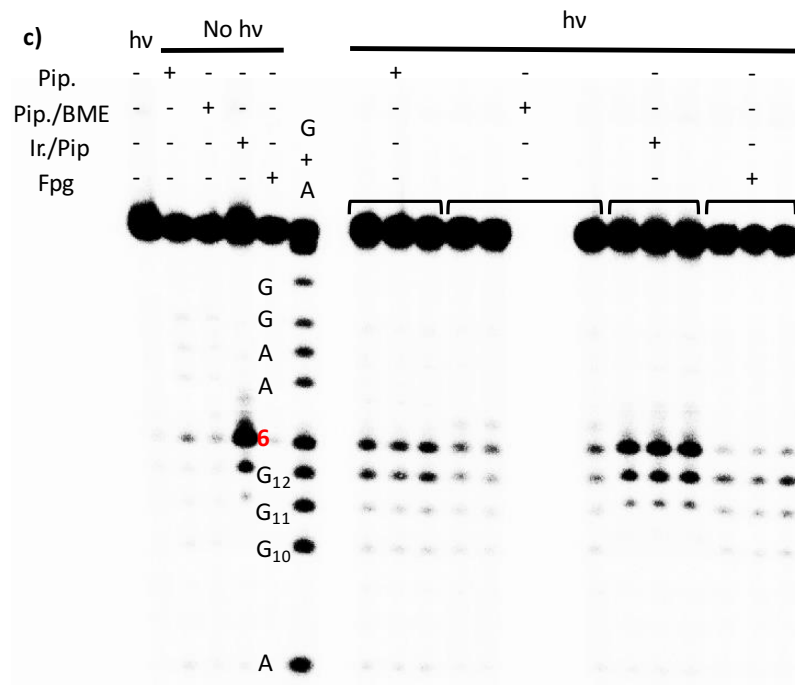 c) hν No hν hν
Pip. - + - - - + - - -
Pip./BME - - + - - - + - -
Ir./Pip - - - + - - - + -
Fpg - - - - + - - - +
G
+
A
G
G
A
A
6
G12
G11
G10
A